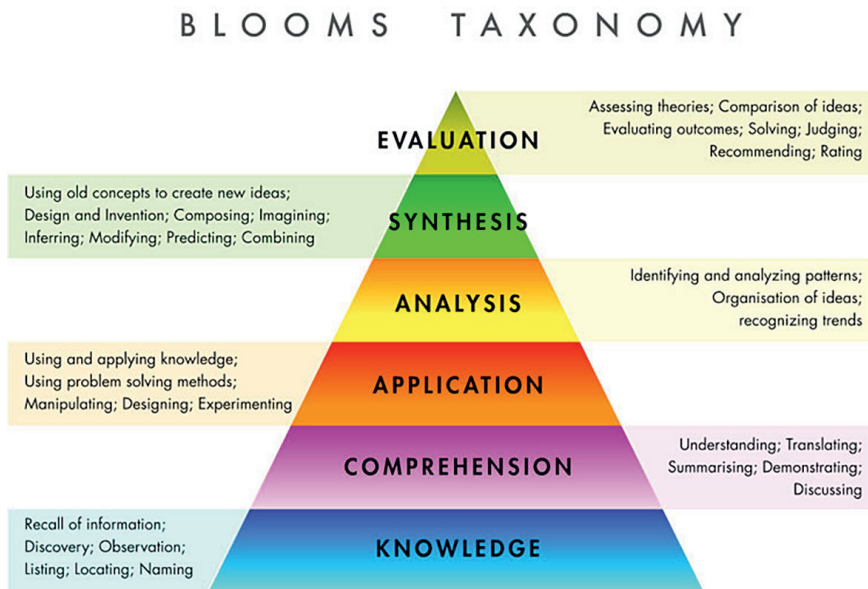 BLOOMS TAXONOMY
EVALUATION
Assessing theories; Comparison of ideas;
Evaluating outcomes; Solving; Judging;
Recommending; Rating
Using old concepts to create new ideas;
Design and Invention; Composing; Imagining;
Inferring; Modifying; Predicting; Combining
SYNTHESIS
ANALYSIS
Identifying and analyzing patterns;
Organisation of ideas;
recognizing trends
Using and applying knowledge;
Using problem solving methods;
Manipulating; Designing; Experimenting
APPLICATION
COMPREHENSION
Understanding; Translating;
Summarising; Demonstrating;
Discussing
Recall of information;
Discovery; Observation;
Listing; Locating; Naming
KNOWLEDGE